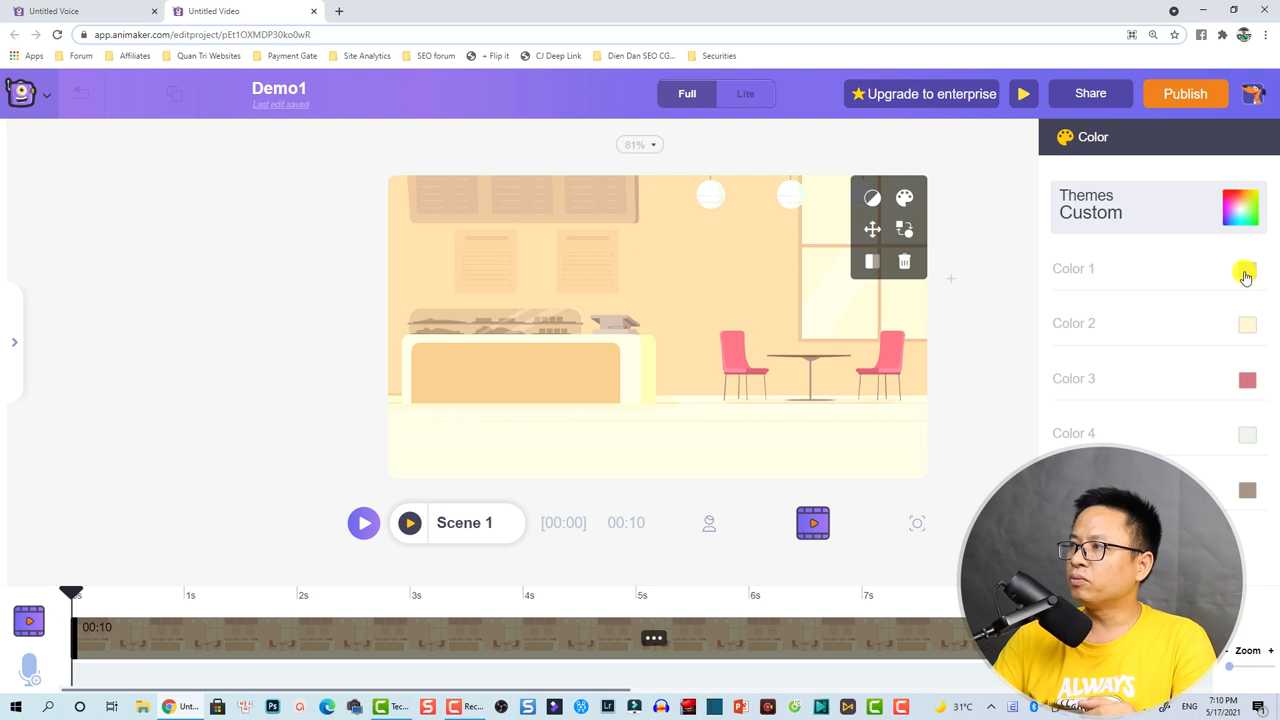 Untitled Voice
Untitled Video
app.animaker.com/editproject/pEt1OXMDP30ko0wR
Apps
Forum
Affiliates
Quan Tri Websites
Payment Gate
Site Analytics
SEO forum
+ Flip it
CJ Deep Link
Dien Dan SEO CG...
Securities
Demo1
Last edit saved
Full
Lite
Upgrade to enterprise
Share
Publish
81%
Color
Themes
Custom
Color 1
Color 2
Color 3
Color 4
Scene 1
[00:00]
00:10
1s
2s
3s
4s
5s
6s
7s
00:10
- Zoom +
ALWAYS
Unt...
Tec...
Rec...
31°C
ENG
7:10 PM
5/17/2021